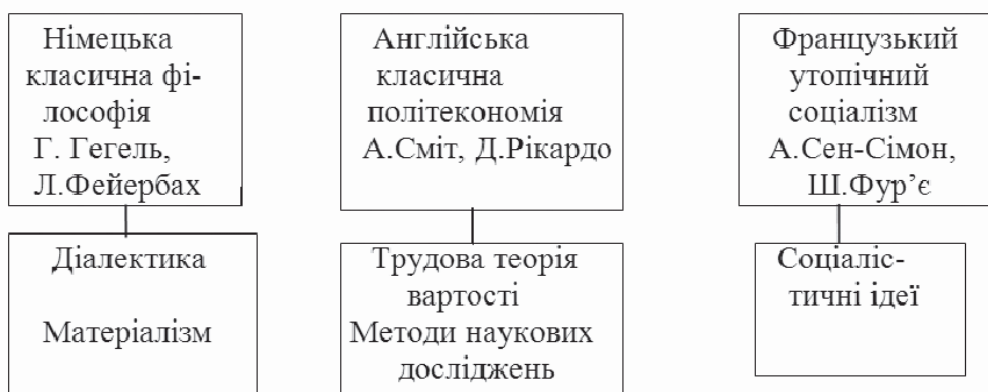 Німецька
класична фі-
лософія
Г. Гегель,
Л.Фейербах
Англійська
класична
політекономія
А.Сміт, Д.Рікардо
Французький
утопічний
соціалізм
А.Сен-Сімон,
Ш.Фур’є
Діалектика
Матеріалізм
Трудова теорія
вартості
Методи наукових
досліджень
Соціаліс-
тичні ідеї